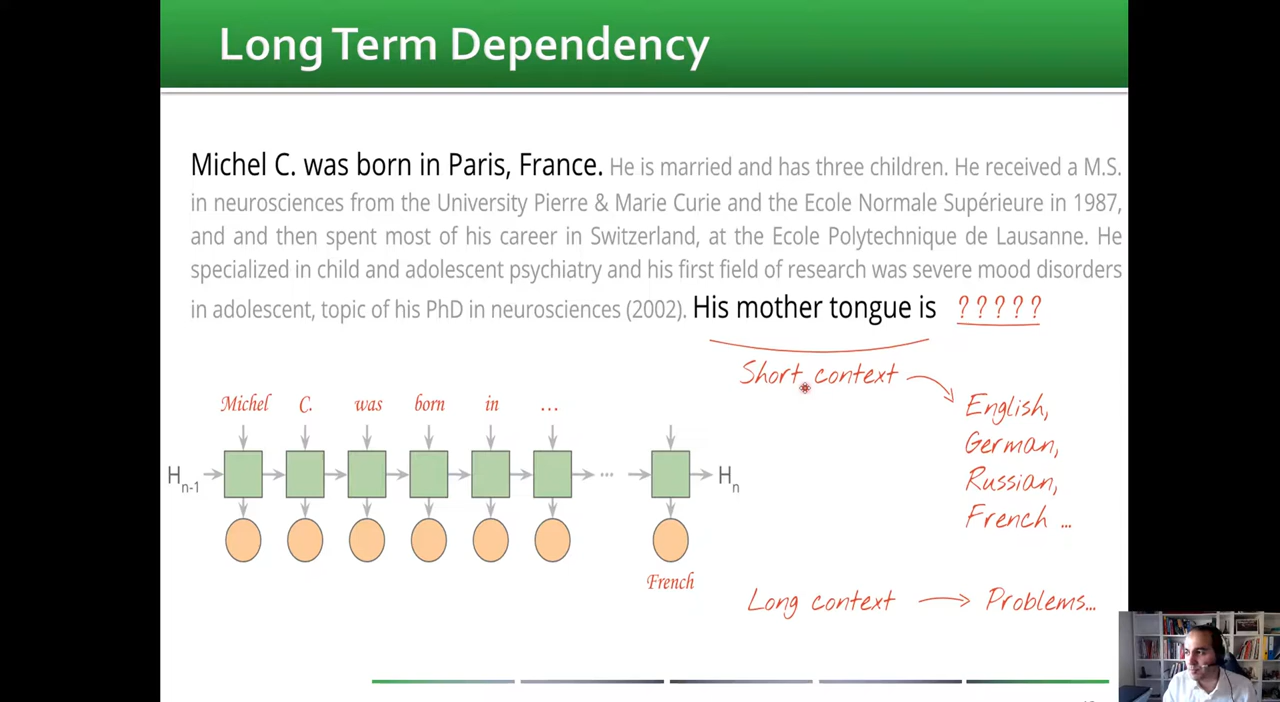 Long Term Dependency
Michel C. was born in Paris, France. He is married and has three children. He received a M.S.
in neurosciences from the University Pierre & Marie Curie and the Ecole Normale Supérieure in 1987,
and and then spent most of his career in Switzerland, at the Ecole Polytechnique de Lausanne. He
specialized in child and adolescent psychiatry and his first field of research was severe mood disorders
in adolescent, topic of his PhD in neurosciences (2002). His mother tongue is ?????
Short context
English,
German,
Russian,
French ...
Michel C. was born in ...
H n-1 ... H n
French
Long context Problems...